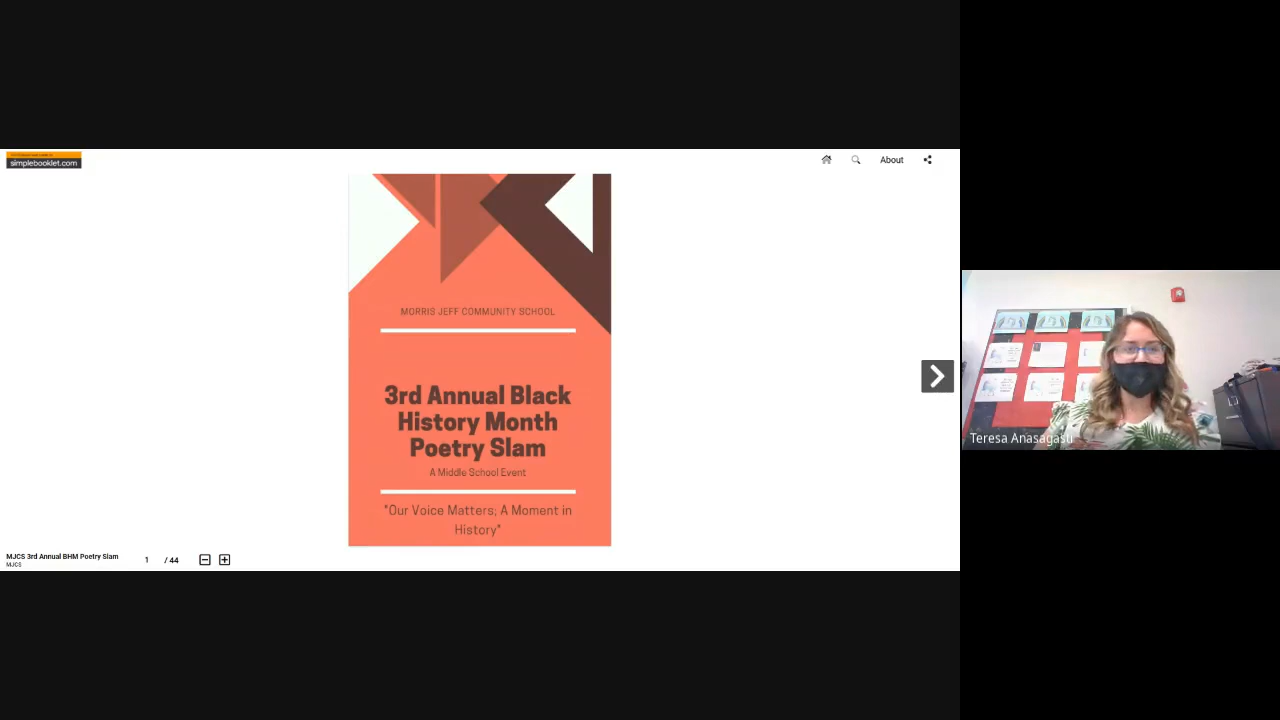 simplebooklet.com
About
MORRIS JEFF COMMUNITY SCHOOL
3rd Annual Black
History Month
Poetry Slam
A Middle School Event
"Our Voice Matters; A Moment in
History"
Teresa Anasagasti
MJCS 3rd Annual BHM Poetry Slam
MJCS
1 / 44